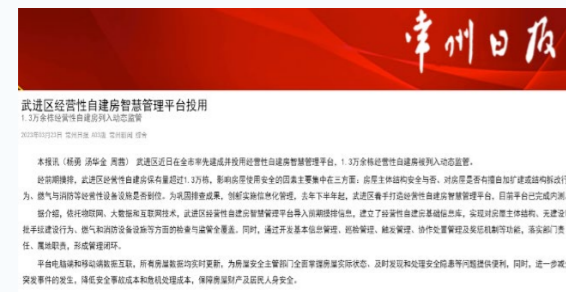 常州日报
武进区经营性自建房智慧管理平台投用
1.3万余栋经营性自建房列入动态监管
本报讯（杨勇 汤华金 周茜） 武进区近日在全市率先建成并投用经营性自建房智慧管理平台，1.3万余栋经营性自建房被列入动态监管。
经前期摸排，武进区经营性自建房保有量超过1.3万栋。影响房屋使用安全的因素主要集中在三方面：房屋主体结构安全与否、对房屋是否有擅自加扩建或结构拆改行
为、燃气与消防等经营性设备设施是否到位。为巩固排查成果，创新实施信息化管理，去年下半年起，武进区着手打造经营性自建房智慧管理平台，目前平台已完成内测。
据介绍，依托物联网、大数据和互联网技术，武进区经营性自建房智慧管理平台导入前期摸排信息，建立了经营性自建房基础信息库，实现对房屋主体结构、无建设审
批手续建设行为、燃气和消防设备设施等方面的检查与监管全覆盖。同时，通过开发基本信息管理、巡检管理、触发管理、协作处置管理及奖惩机制等功能，落实部门责
任、属地职责，形成管理闭环。
平台电脑端和移动端数据互联，所有房屋数据均实时更新，为房屋安全主管部门全面掌握房屋实际状态、及时发现和处理安全隐患等问题提供便利，同时，进一步减少
突发事件的发生，降低安全事故成本和危机处理成本，保障房屋财产及居民人身安全。